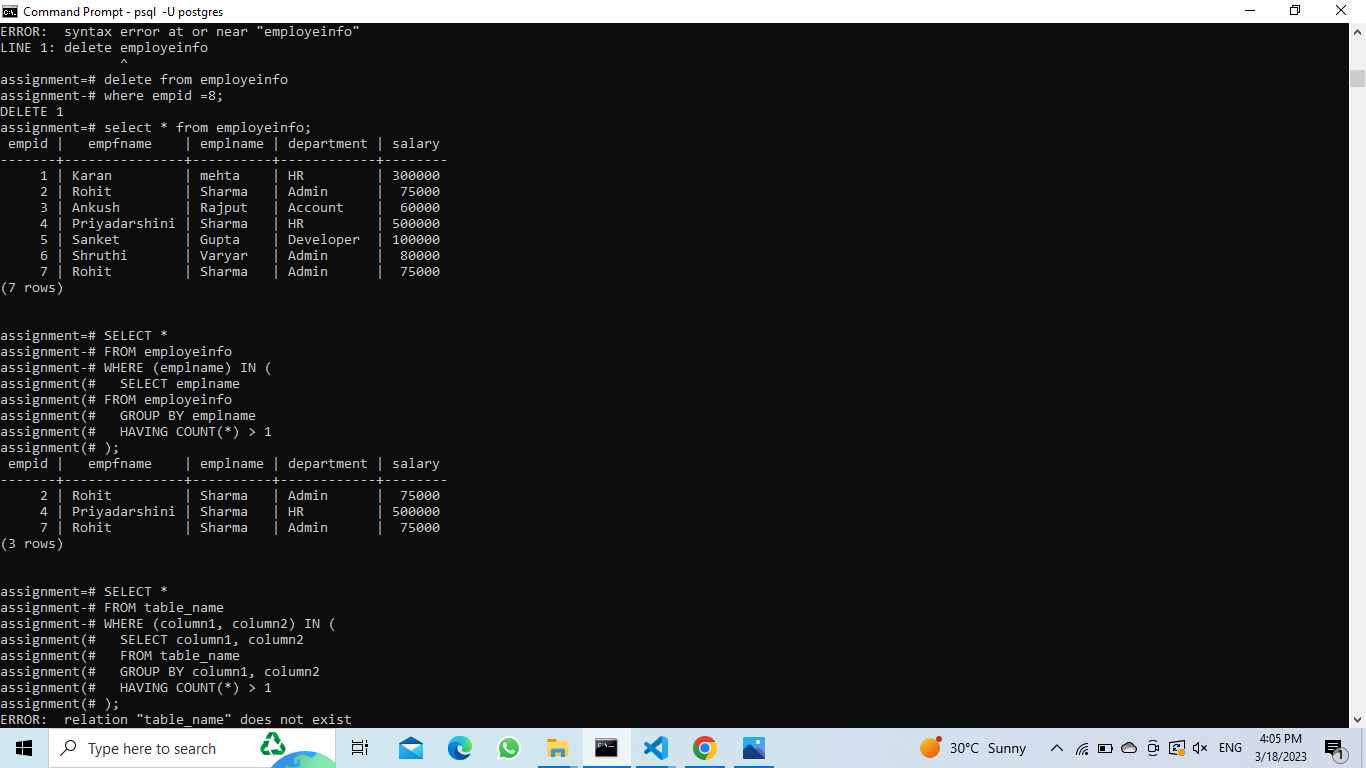 Command Prompt - psql  -U postgres
ERROR:  syntax error at or near "employeinfo"
LINE 1: delete employeinfo
               ^
assignment=# delete from employeinfo
assignment-# where empid =8;
DELETE 1
assignment=# select * from employeinfo;
 empid |   empfname    | emplname | department | salary
-------+---------------+----------+------------+--------
     1 | Karan         | mehta    | HR         | 300000
     2 | Rohit         | Sharma   | Admin      |  75000
     3 | Ankush        | Rajput   | Account    |  60000
     4 | Priyadarshini | Sharma   | HR         | 500000
     5 | Sanket        | Gupta    | Developer  | 100000
     6 | Shruthi       | Varyar   | Admin      |  80000
     7 | Rohit         | Sharma   | Admin      |  75000
(7 rows)
assignment=# SELECT *
assignment-# FROM employeinfo
assignment-# WHERE (emplname) IN (
assignment(#   SELECT emplname
assignment(# FROM employeinfo
assignment(#   GROUP BY emplname
assignment(#   HAVING COUNT(*) > 1
assignment(# );
 empid |   empfname    | emplname | department | salary
-------+---------------+----------+------------+--------
     2 | Rohit         | Sharma   | Admin      |  75000
     4 | Priyadarshini | Sharma   | HR         | 500000
     7 | Rohit         | Sharma   | Admin      |  75000
(3 rows)
assignment=# SELECT *
assignment-# FROM table_name
assignment-# WHERE (column1, column2) IN (
assignment(#   SELECT column1, column2
assignment(#   FROM table_name
assignment(#   GROUP BY column1, column2
assignment(#   HAVING COUNT(*) > 1
assignment(# );
ERROR:  relation "table_name" does not exist
Type here to search
30°C  Sunny
ENG
4:05 PM
3/18/2023
1